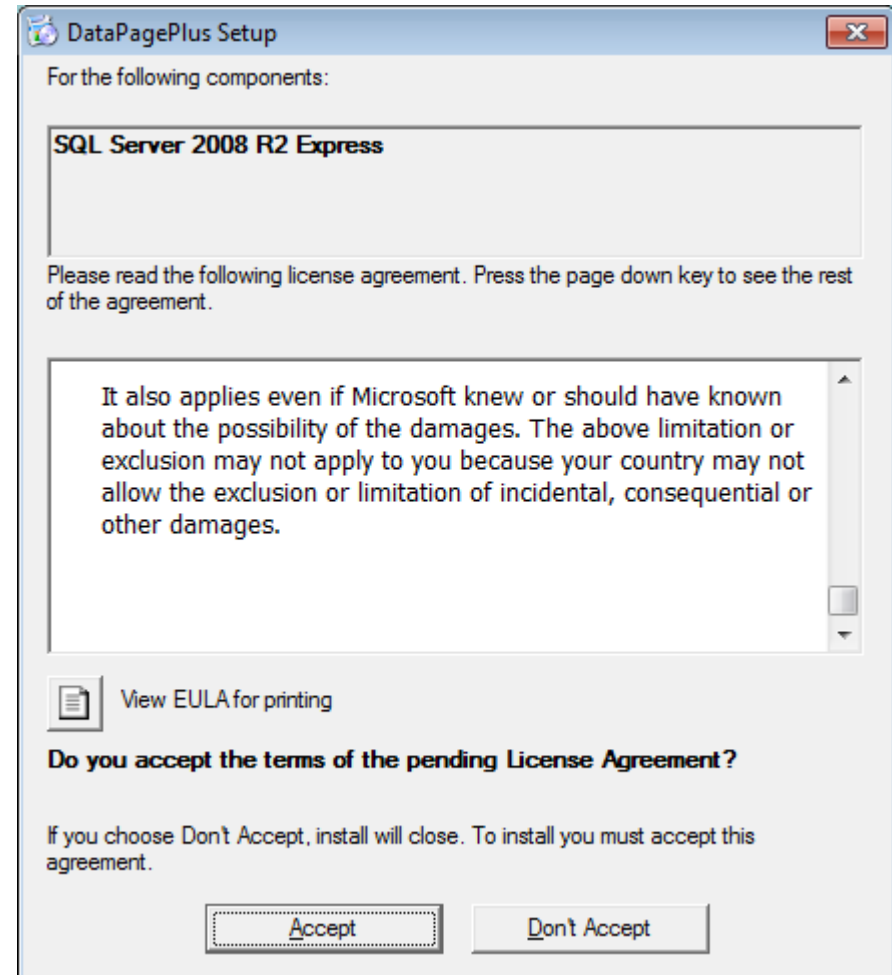 DataPagePlus Setup
For the following components:
SQL Server 2008 R2 Express
Please read the following license agreement. Press the page down key to see the rest
of the agreement.
It also applies even if Microsoft knew or should have known
about the possibility of the damages. The above limitation or
exclusion may not apply to you because your country may not
allow the exclusion or limitation of incidental, consequential or
other damages.
View EULA for printing
Do you accept the terms of the pending License Agreement?
If you choose Don't Accept, install will close. To install you must accept this
agreement.
Accept
Don't Accept